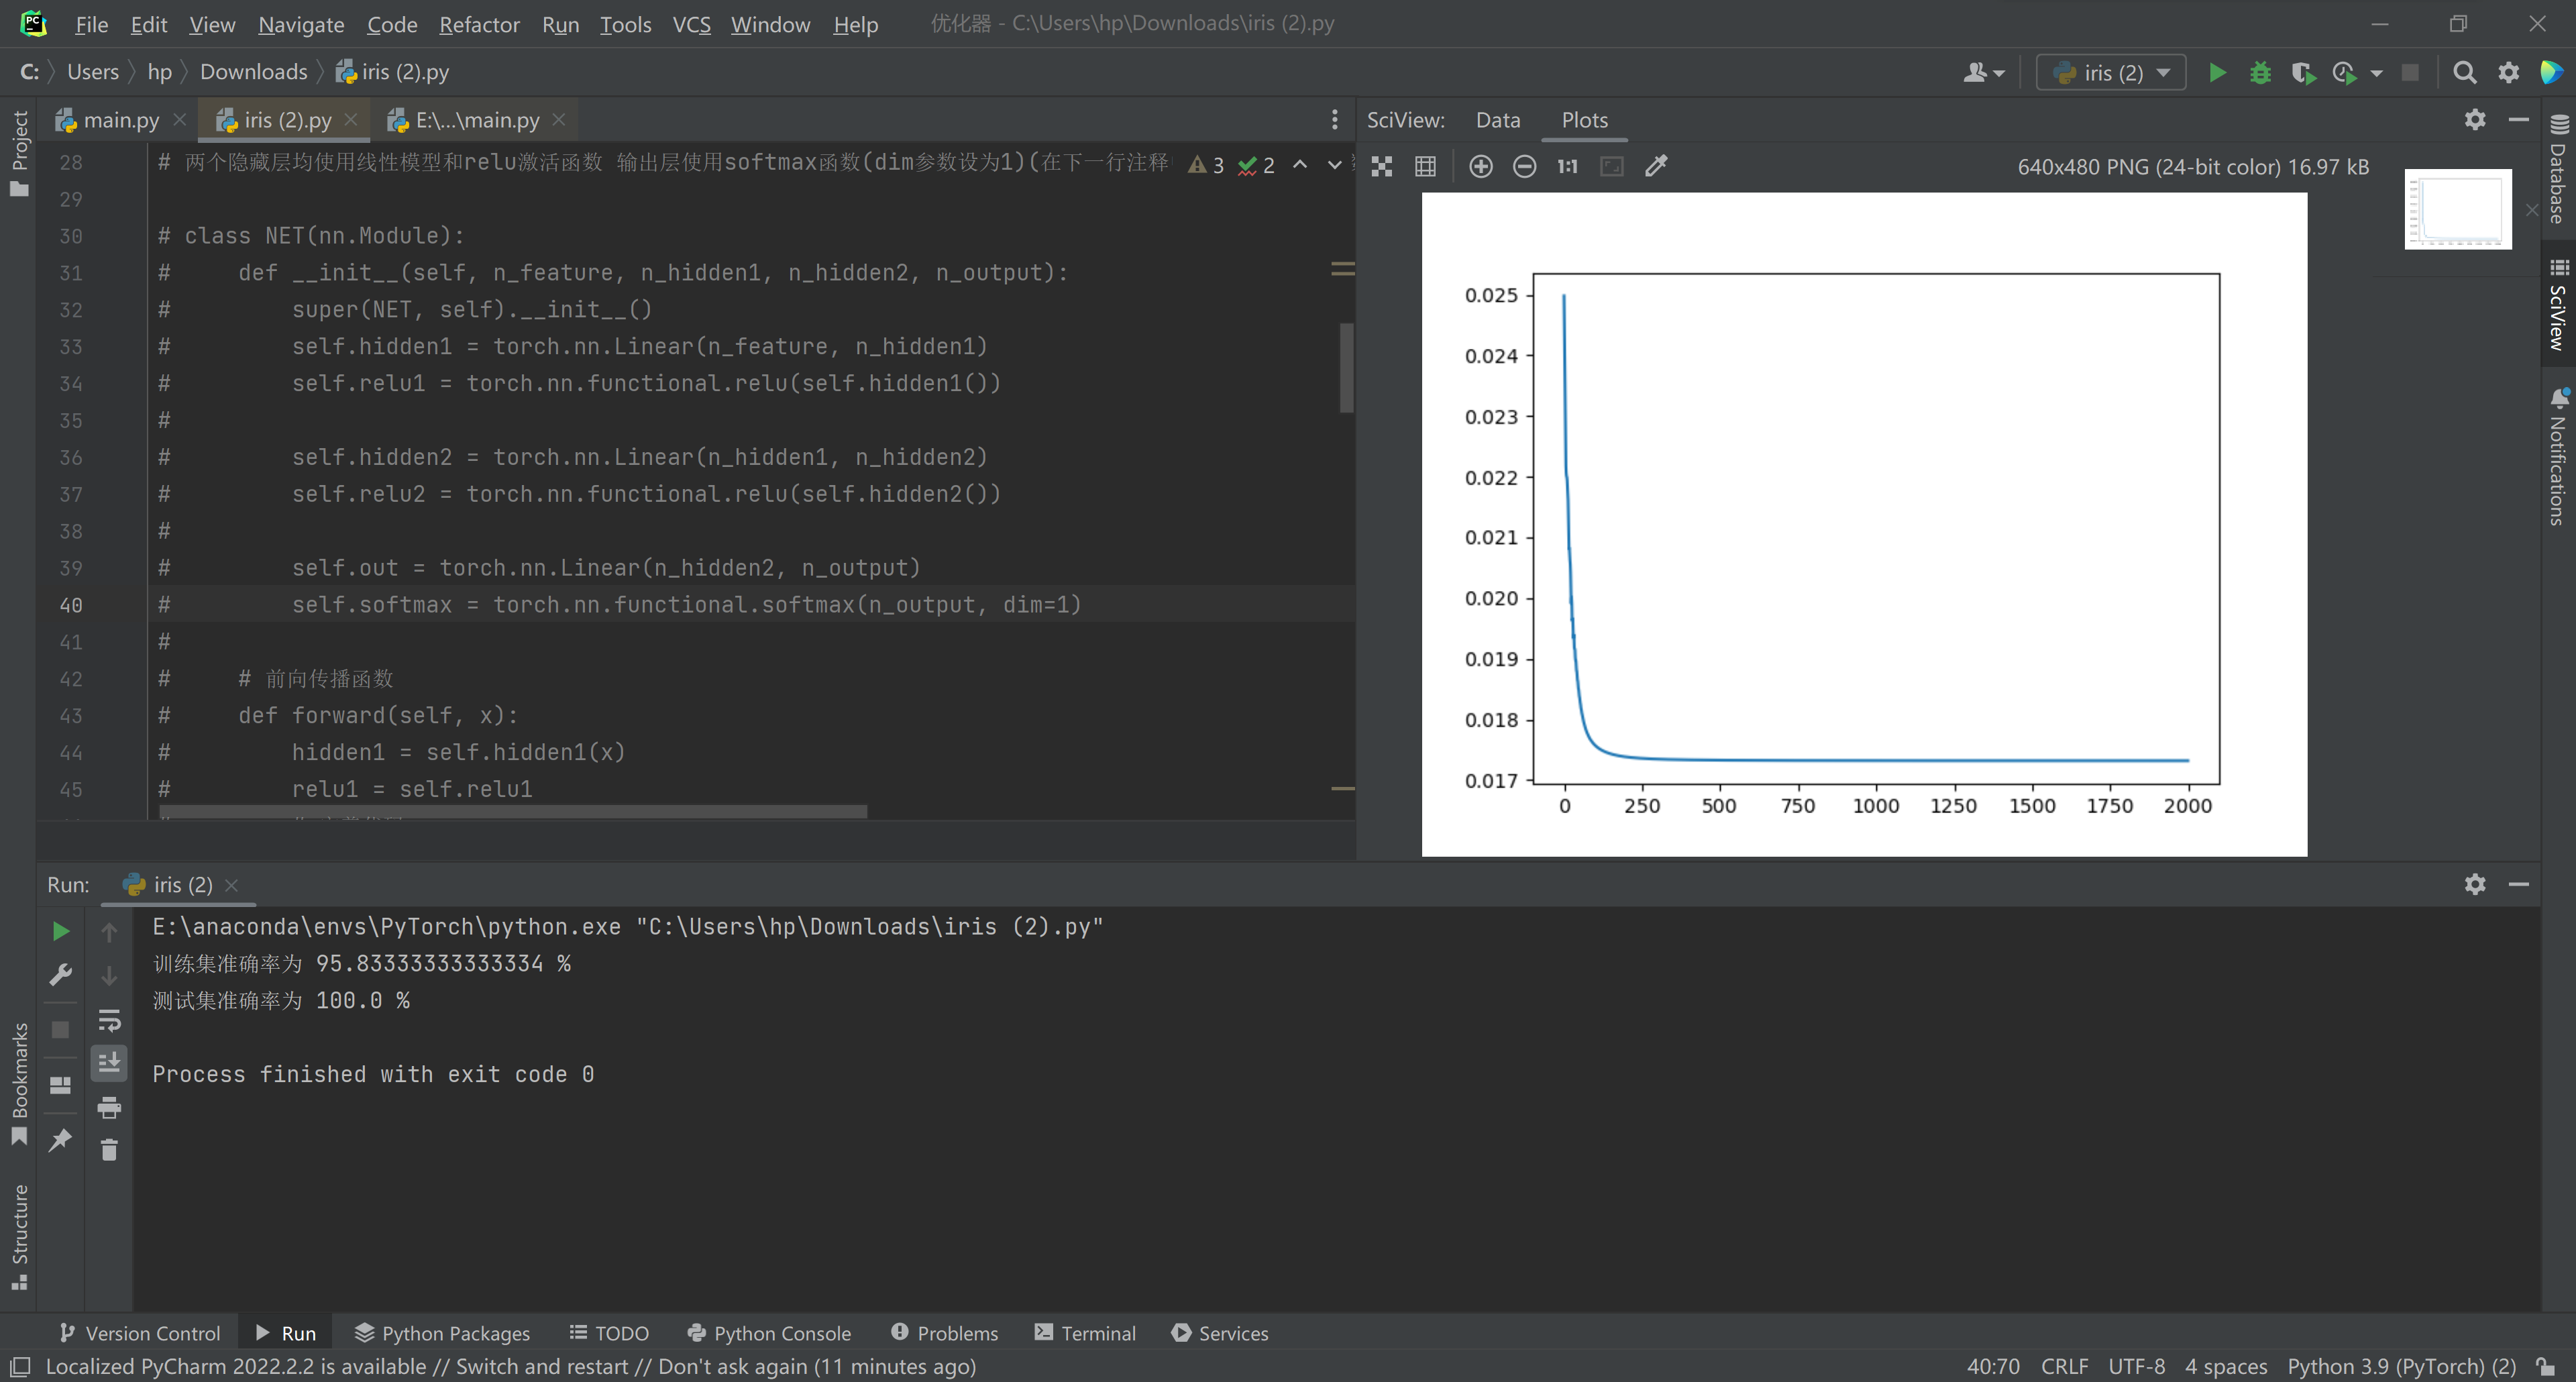 File Edit View Navigate Code Refactor Run Tools VCS Window Help 优化器 - C:\Users\hp\Downloads\iris (2).py
C: Users hp Downloads iris (2).py
iris (2)
main.py iris (2).py E:\...\main.py
SciView: Data Plots
28 # 两个隐藏层均使用线性模型和relu激活函数 输出层使用softmax函数(dim参数设为1)(在下一行注释
3 2
640x480 PNG (24-bit color) 16.97 kB
29
30 # class NET(nn.Module):
31 #     def __init__(self, n_feature, n_hidden1, n_hidden2, n_output):
32 #         super(NET, self).__init__()
33 #         self.hidden1 = torch.nn.Linear(n_feature, n_hidden1)
34 #         self.relu1 = torch.nn.functional.relu(self.hidden1())
35 #
36 #         self.hidden2 = torch.nn.Linear(n_hidden1, n_hidden2)
37 #         self.relu2 = torch.nn.functional.relu(self.hidden2())
38 #
39 #         self.out = torch.nn.Linear(n_hidden2, n_output)
40 #         self.softmax = torch.nn.functional.softmax(n_output, dim=1)
41 #
42 #     # 前向传播函数
43 #     def forward(self, x):
44 #         hidden1 = self.hidden1(x)
45 #         relu1 = self.relu1
0.025
0.024
0.023
0.022
0.021
0.020
0.019
0.018
0.017
0 250 500 750 1000 1250 1500 1750 2000
Project
Bookmarks
Structure
Database
SciView
Notifications
Run: iris (2)
E:\anaconda\envs\PyTorch\python.exe "C:\Users\hp\Downloads\iris (2).py"
训练集准确率为 95.83333333333334 %
测试集准确率为 100.0 %
Process finished with exit code 0
Version Control Run Python Packages TODO Python Console Problems Terminal Services
Localized PyCharm 2022.2.2 is available // Switch and restart // Don't ask again (11 minutes ago)
40:70 CRLF UTF-8 4 spaces Python 3.9 (PyTorch) (2)